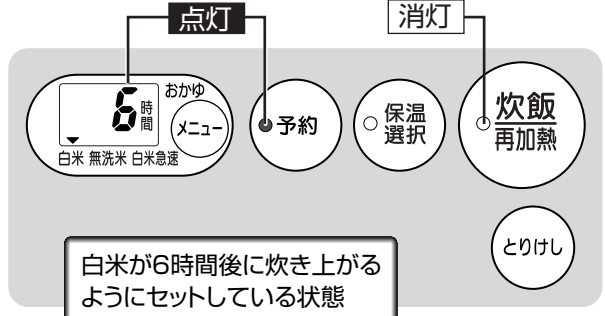 点灯
消灯
おかゆ
6時間
メニュー
白米 無洗米 白米急速
予約
保温
選択
炊飯
再加熱
とりけし
白米が6時間後に炊き上がる
ようにセットしている状態